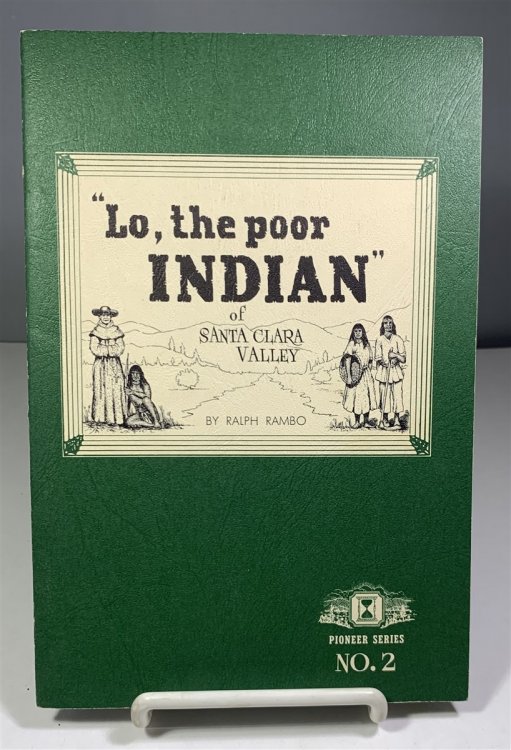 "Lo, the poor
INDIAN"
of
SANTA CLARA
VALLEY
BY RALPH RAMBO
PIONEER SERIES
NO. 2